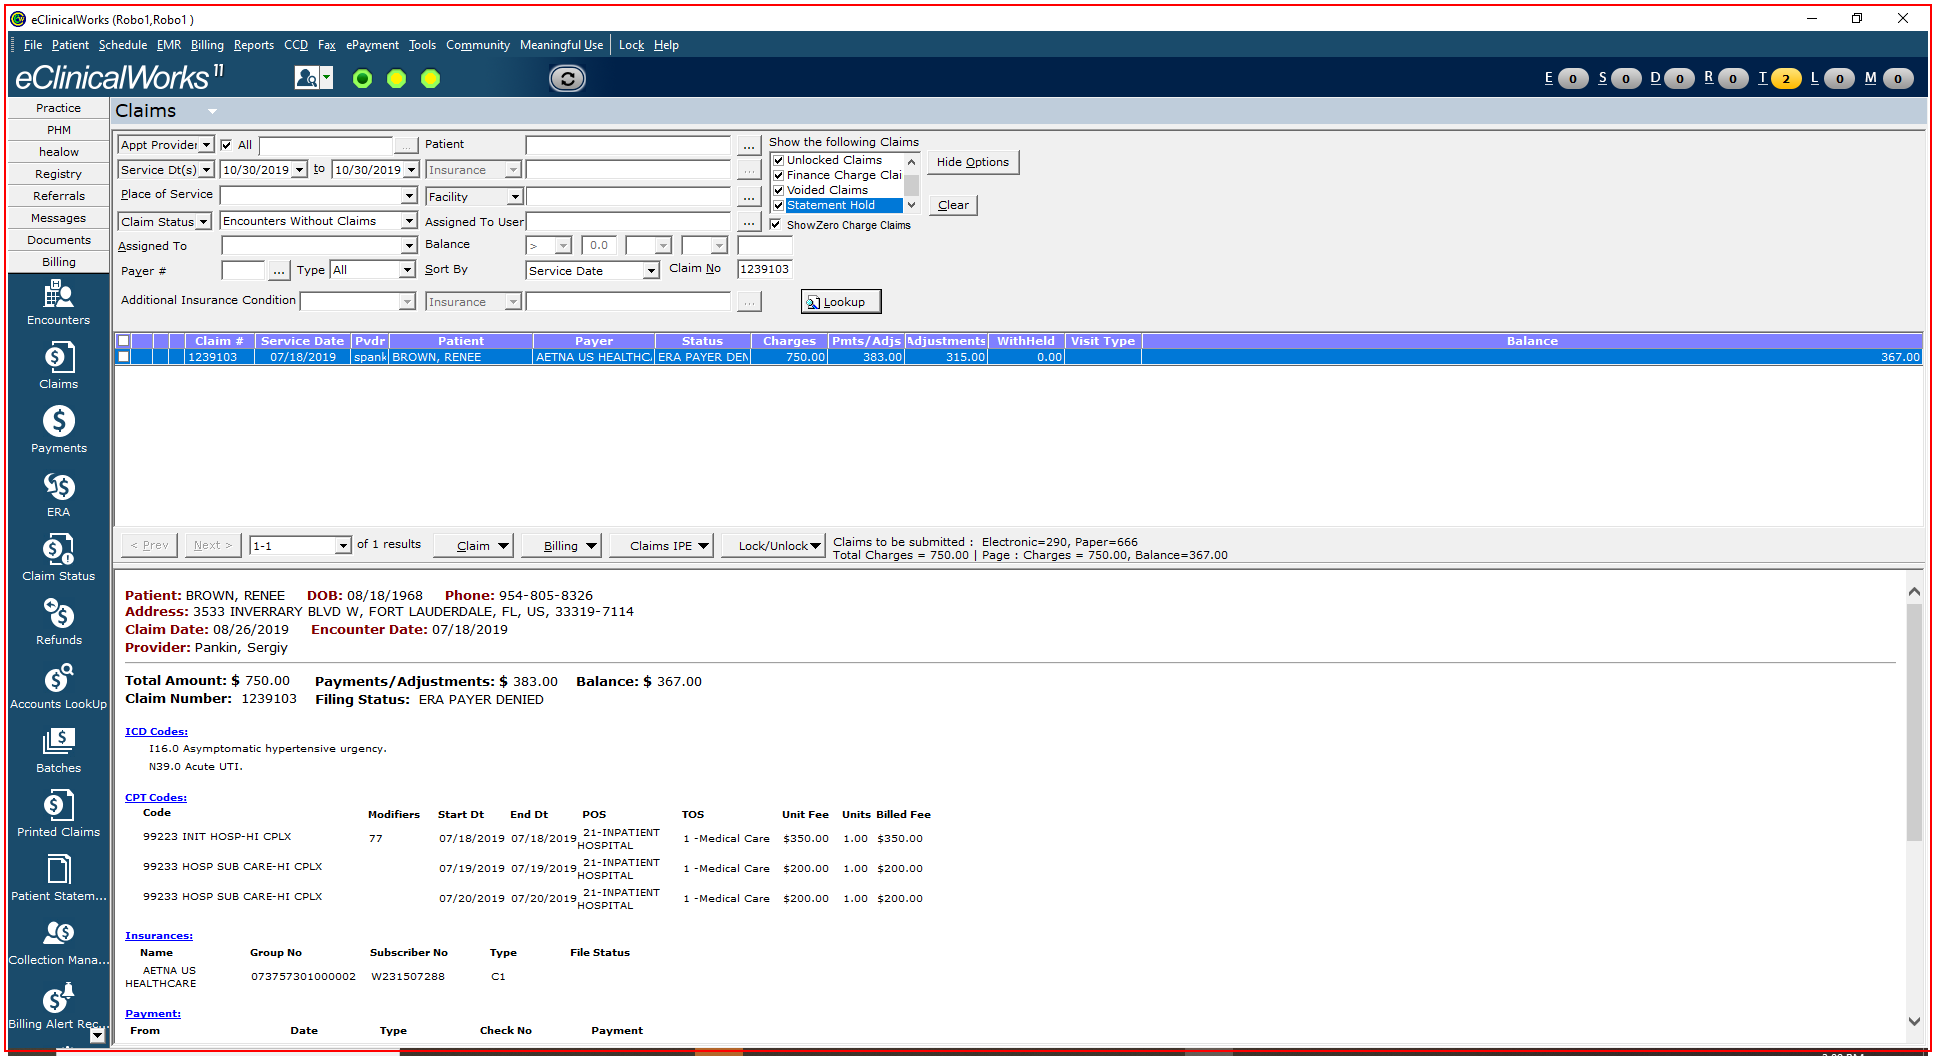 eClinicalWorks (Robo1,Robo1 )
File Patient Schedule EMR Billing Reports CCD Fax ePayment Tools Community Meaningful Use Lock Help
eClinicalWorks 11
E 0 S 0 D 0 R 0 T 2 L 0 M 0
Practice
PHM
healow
Registry
Referrals
Messages
Documents
Billing
Encounters
Claims
Payments
ERA
Claim Status
Refunds
Accounts LookUp
Batches
Printed Claims
Patient Statem...
Collection Mana...
Billing Alert Rec...
Claims
Appt Provider All ... Patient ... Show the following Claims
Unlocked Claims
Finance Charge Clai
Voided Claims
Statement Hold
ShowZero Charge Claims
Hide Options
Clear
Service Dt(s) 10/30/2019 to 10/30/2019 Insurance ...
Place of Service Facility ...
Claim Status Encounters Without Claims Assigned To User ...
Assigned To Balance > 0.0
Payer # ... Type All Sort By Service Date Claim No 1239103
Additional Insurance Condition Insurance ... Lookup
Claim # Service Date Pvdr Patient Payer Status Charges Pmts/Adjs Adjustments WithHeld Visit Type Balance
1239103 07/18/2019 spank BROWN, RENEE AETNA US HEALTHC. ERA PAYER DEN 750.00 383.00 315.00 0.00 367.00
< Prev Next > 1-1 of 1 results Claim Billing Claims IPE Lock/Unlock
Claims to be submitted : Electronic=290, Paper=666
Total Charges = 750.00 | Page : Charges = 750.00, Balance=367.00
Patient: BROWN, RENEE DOB: 08/18/1968 Phone: 954-805-8326
Address: 3533 INVERRARY BLVD W, FORT LAUDERDALE, FL, US, 33319-7114
Claim Date: 08/26/2019 Encounter Date: 07/18/2019
Provider: Pankin, Sergiy
Total Amount: $ 750.00 Payments/Adjustments: $ 383.00 Balance: $ 367.00
Claim Number: 1239103 Filing Status: ERA PAYER DENIED
ICD Codes:
I16.0 Asymptomatic hypertensive urgency.
N39.0 Acute UTI.
CPT Codes:
Code Modifiers Start Dt End Dt POS TOS Unit Fee Units Billed Fee
99223 INIT HOSP-HI CPLX 77 07/18/2019 07/18/2019 21-INPATIENT HOSPITAL 1 -Medical Care $350.00 1.00 $350.00
99233 HOSP SUB CARE-HI CPLX 07/19/2019 07/19/2019 21-INPATIENT HOSPITAL 1 -Medical Care $200.00 1.00 $200.00
99233 HOSP SUB CARE-HI CPLX 07/20/2019 07/20/2019 21-INPATIENT HOSPITAL 1 -Medical Care $200.00 1.00 $200.00
Insurances:
Name Group No Subscriber No Type File Status
AETNA US HEALTHCARE 073757301000002 W231507288 C1
Payment:
From Date Type Check No Payment